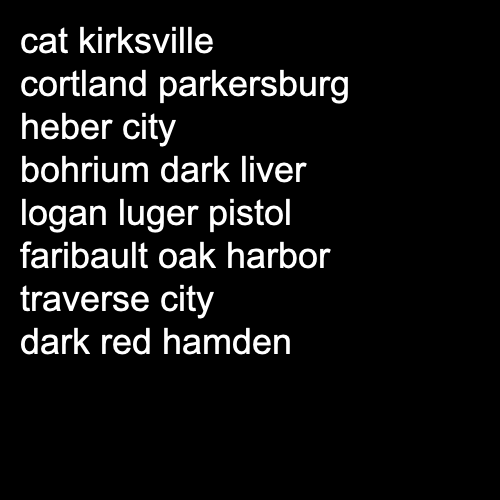 cat kirksville
cortland parkersburg
heber city
bohrium dark liver
logan luger pistol
faribault oak harbor
traverse city
dark red hamden